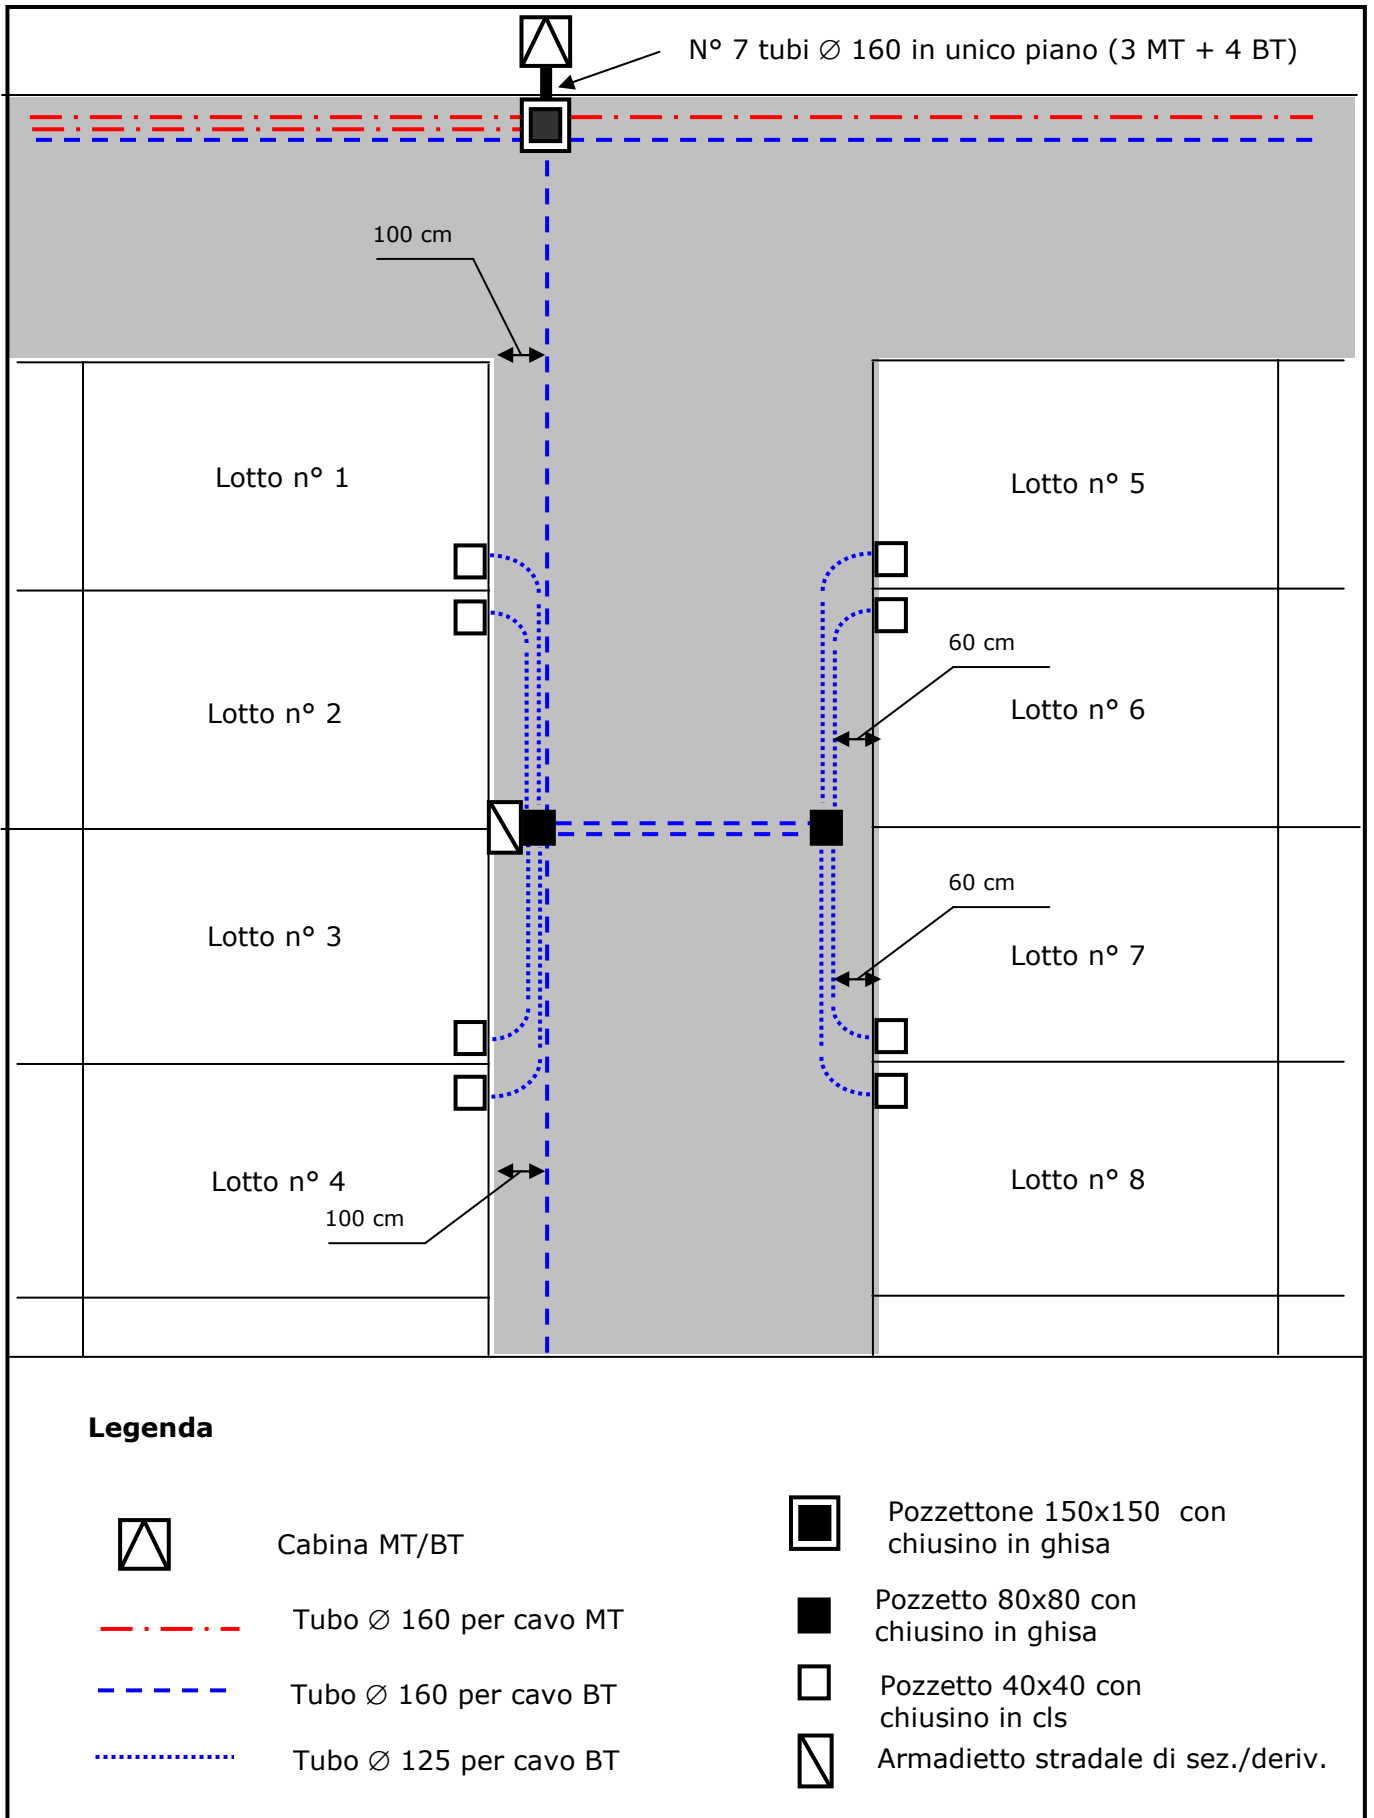 N° 7 tubi ∅ 160 in unico piano (3 MT + 4 BT)
100 cm
Lotto n° 1
Lotto n° 5
60 cm
Lotto n° 2
Lotto n° 6
60 cm
Lotto n° 3
Lotto n° 7
Lotto n° 4
Lotto n° 8
100 cm
Legenda
Cabina MT/BT
Tubo ∅ 160 per cavo MT
Tubo ∅ 160 per cavo BT
Tubo ∅ 125 per cavo BT
Pozzettone 150x150 con
chiusino in ghisa
Pozzetto 80x80 con
chiusino in ghisa
Pozzetto 40x40 con
chiusino in cls
Armadietto stradale di sez./deriv.